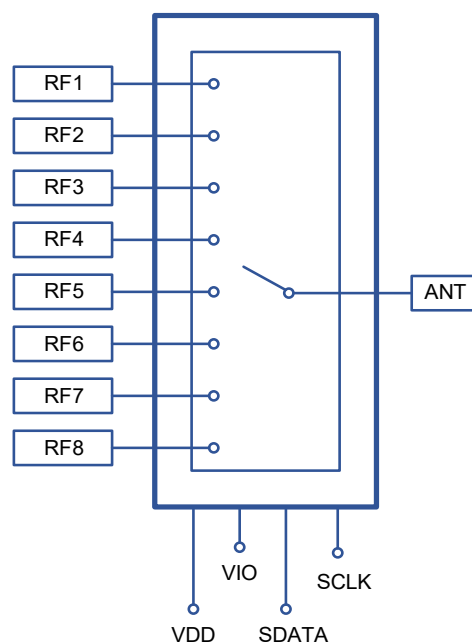 RF1
RF2
RF3
RF4
RF5
ANT
RF6
RF7
RF8
VIO
SCLK
VDD
SDATA